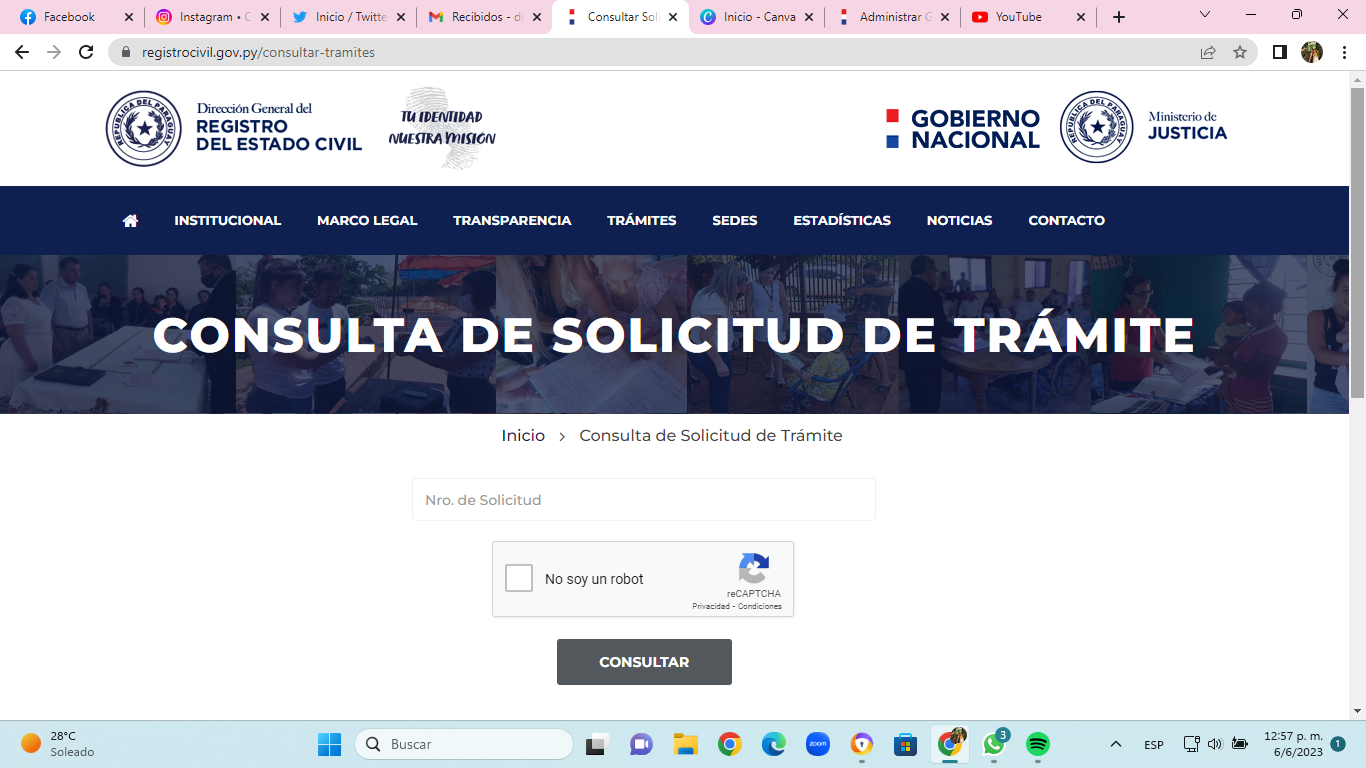 Facebook
Instagram • C
Inicio / Twitte
Recibidos - d
Consultar Sol
Inicio - Canva
Administrar G
YouTube
registrocivil.gov.py/consultar-tramites
REPUBLICA DEL PARAGUAY
Dirección General del
REGISTRO
DEL ESTADO CIVIL
TU IDENTIDAD
NUESTRA MISIÓN
GOBIERNO
NACIONAL
REPUBLICA DEL PARAGUAY
Ministerio de
JUSTICIA
INSTITUCIONAL
MARCO LEGAL
TRANSPARENCIA
TRÁMITES
SEDES
ESTADÍSTICAS
NOTICIAS
CONTACTO
CONSULTA DE SOLICITUD DE TRÁMITE
Inicio > Consulta de Solicitud de Trámite
Nro. de Solicitud
No soy un robot
reCAPTCHA
Privacidad - Condiciones
CONSULTAR
28°C
Soleado
Buscar
zoom
3
ESP
12:57 p. m.
6/6/2023
1